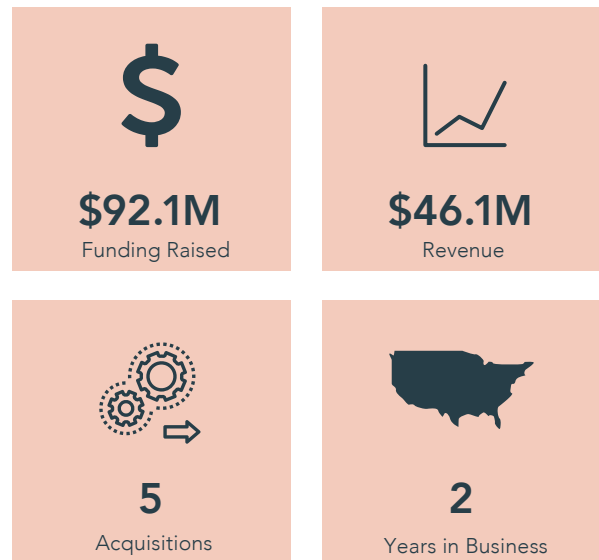 $92.1M
Funding Raised
$46.1M
Revenue
5
Acquisitions
2
Years in Business